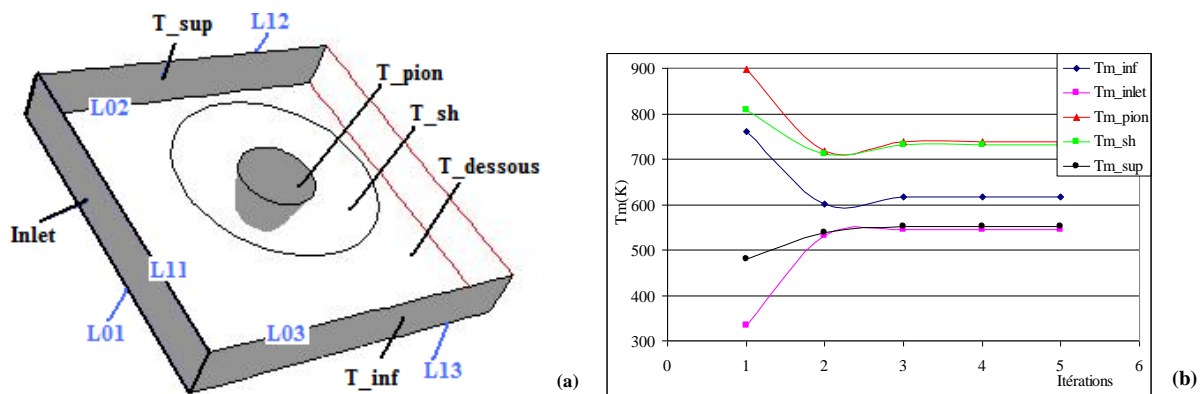 T_sup
L12
T_pion
T_sh
L02
T_dessous
Inlet
L11
L01
L03
T_inf
L13
(a)
Tm(K)
900
800
700
600
500
400
300
0
1
2
3
4
5
6
Itérations
Tm_inf
Tm_inlet
Tm_pion
Tm_sh
Tm_sup
(b)